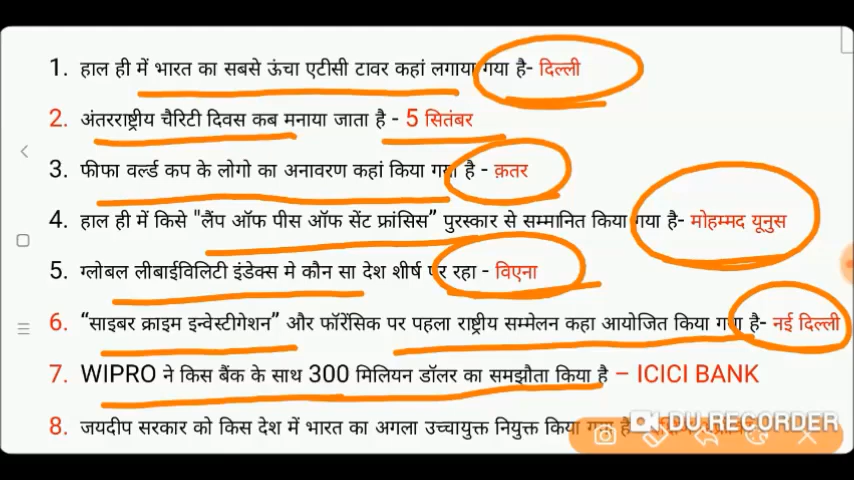 1. हाल ही में भारत का सबसे ऊंचा एटीसी टावर कहां लगाया गया है- दिल्ली
2. अंतरराष्ट्रीय चैरिटी दिवस कब मनाया जाता है - 5 सितंबर
3. फीफा वर्ल्ड कप के लोगो का अनावरण कहां किया गया है - क़तर
4. हाल ही में किसे "लैंप ऑफ पीस ऑफ सेंट फ्रांसिस” पुरस्कार से सम्मानित किया गया है- मोहम्मद यूनुस
5. ग्लोबल लीबाईविलिटी इंडेक्स मे कौन सा देश शीर्ष पर रहा - विएना
6. “साइबर क्राइम इन्वेस्टीगेशन” और फॉरेंसिक पर पहला राष्ट्रीय सम्मेलन कहा आयोजित किया गया है- नई दिल्ली
7. WIPRO ने किस बैंक के साथ 300 मिलियन डॉलर का समझौता किया है – ICICI BANK
8. जयदीप सरकार को किस देश में भारत का अगला उच्चायुक्त नियुक्त किया गया है
DU RECORDER